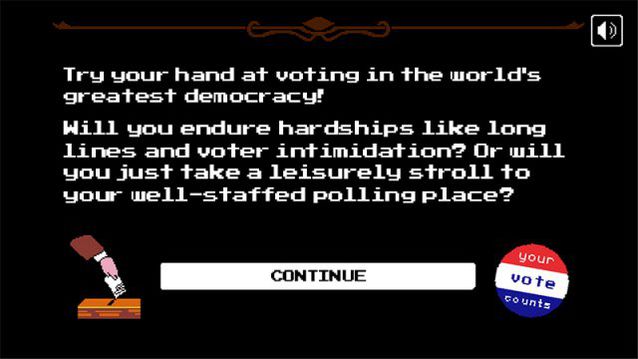 Try your hand at voting in the world's
greatest democracy!
Will you endure hardships like long
lines and voter intimidation? Or will
you just take a leisurely stroll to
your well-staffed polling place?
CONTINUE
your
vote
counts